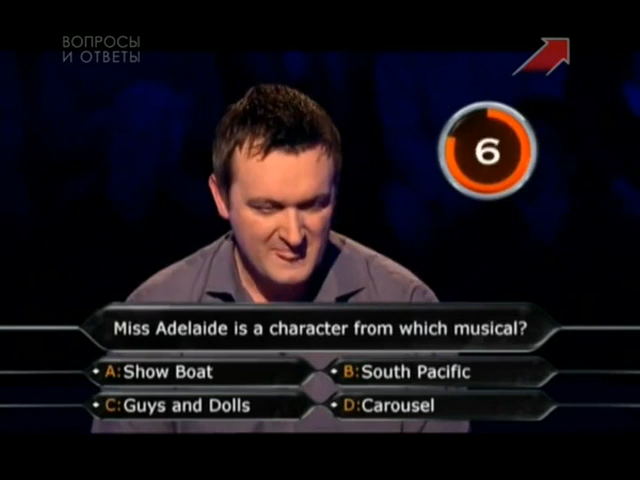 ВОПРОСЫ
И ОТВЕТЫ
6
Miss Adelaide is a character from which musical?
A: Show Boat
B: South Pacific
C: Guys and Dolls
D: Carousel